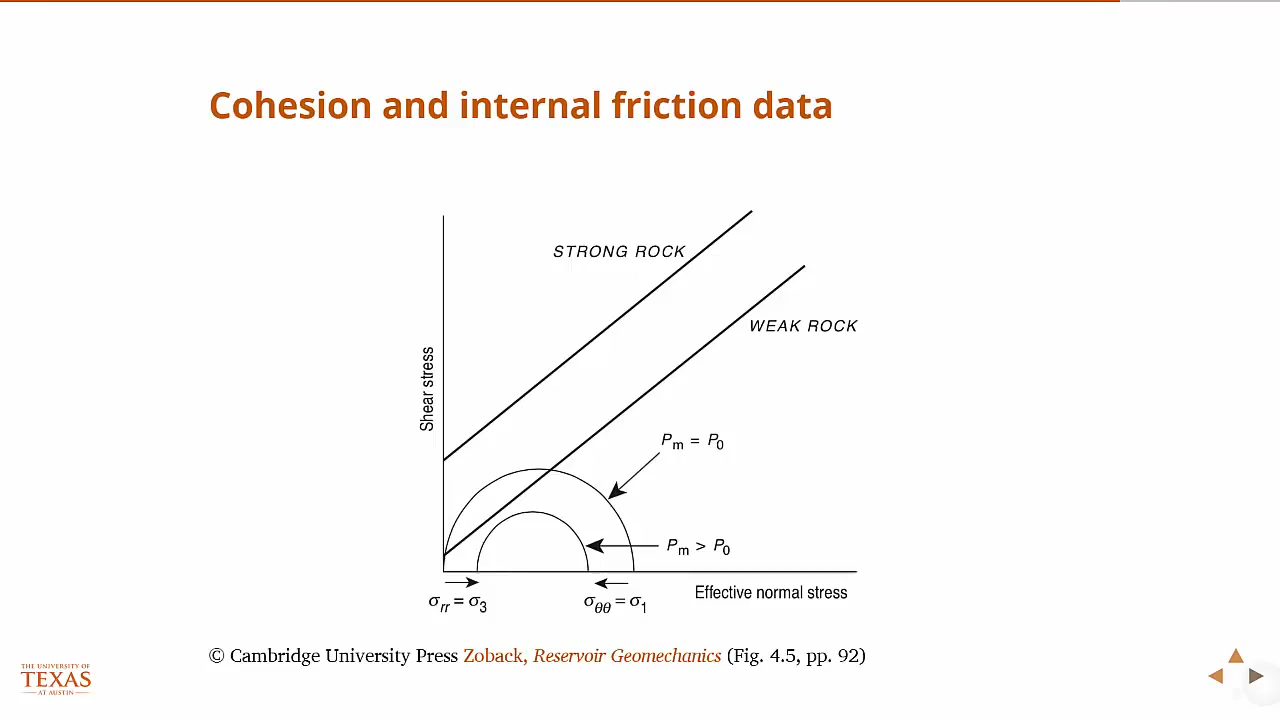 Cohesion and internal friction data
STRONG ROCK
WEAK ROCK
Shear stress
Pm = P0
Pm > P0
Effective normal stress
σrr = σ3
σθθ = σ1
© Cambridge University Press Zoback, Reservoir Geomechanics (Fig. 4.5, pp. 92)
THE UNIVERSITY OF
TEXAS
AT AUSTIN